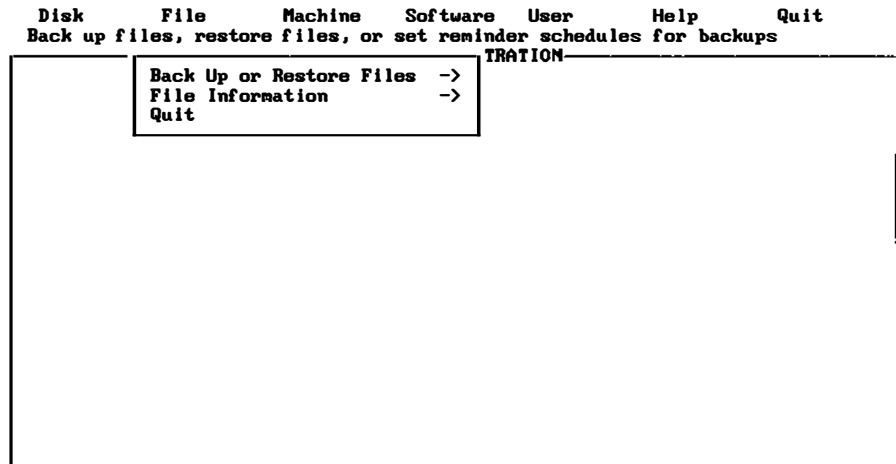 Disk File Machine Software User Help Quit
Back up files, restore files, or set reminder schedules for backups
TRATION
Back Up or Restore Files ->
File Information ->
Quit